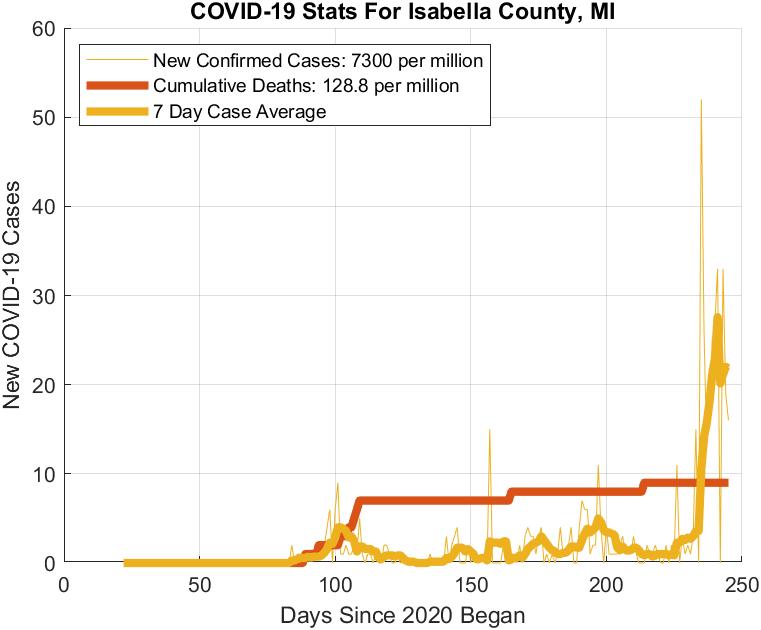 COVID-19 Stats For Isabella County, MI
60
New Confirmed Cases: 7300 per million
Cumulative Deaths: 128.8 per million
7 Day Case Average
50
40
30
20
10
0
New COVID-19 Cases
0 50 100 150 200 250
Days Since 2020 Began